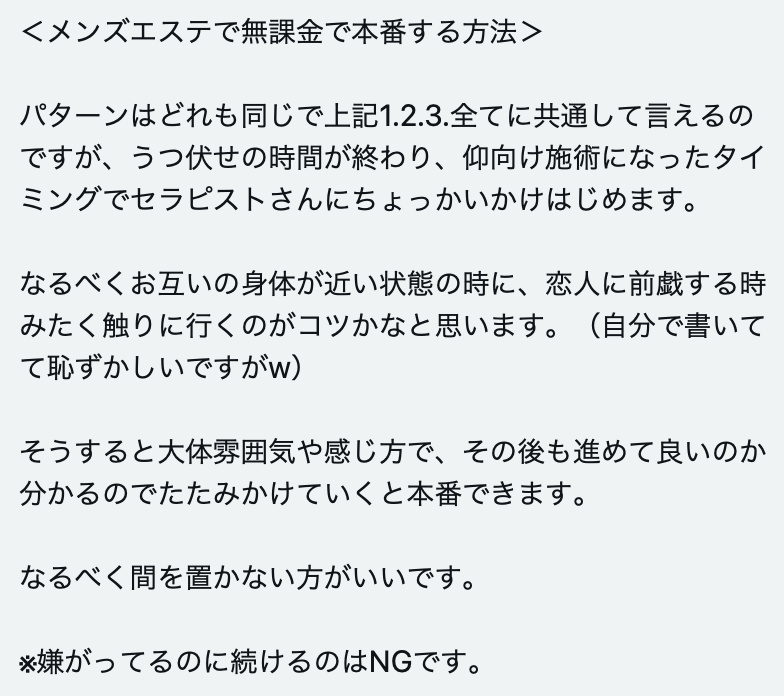 ＜メンズエステで無課金で本番する方法＞
パターンはどれも同じで上記1.2.3.全てに共通して言えるの
ですが、うつ伏せの時間が終わり、仰向け施術になったタイ
ミングでセラピストさんにちょっかいかけはじめます。
なるべくお互いの身体が近い状態の時に、恋人に前戯する時
みたく触りに行くのがコツかなと思います。（自分で書いて
て恥ずかしいですがw）
そうすると大体雰囲気や感じ方で、その後も進めて良いのか
分かるのでたたみかけていくと本番できます。
なるべく間を置かない方がいいです。
※嫌がってるのに続けるのはNGです。